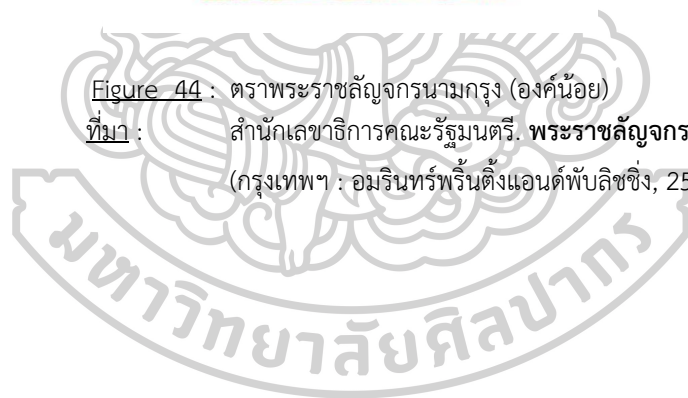 Figure 44 : ตราพระราชลัญจกรนามกรุง (องค์น้อย)
ที่มา : สำนักเลขาธิการคณะรัฐมนตรี. พระราชลัญจกร
(กรุงเทพฯ : อมรินทร์พริ้นติ้งแอนด์พับลิชชิ่ง, 25
มหาวิทยาลัยศิลปากร